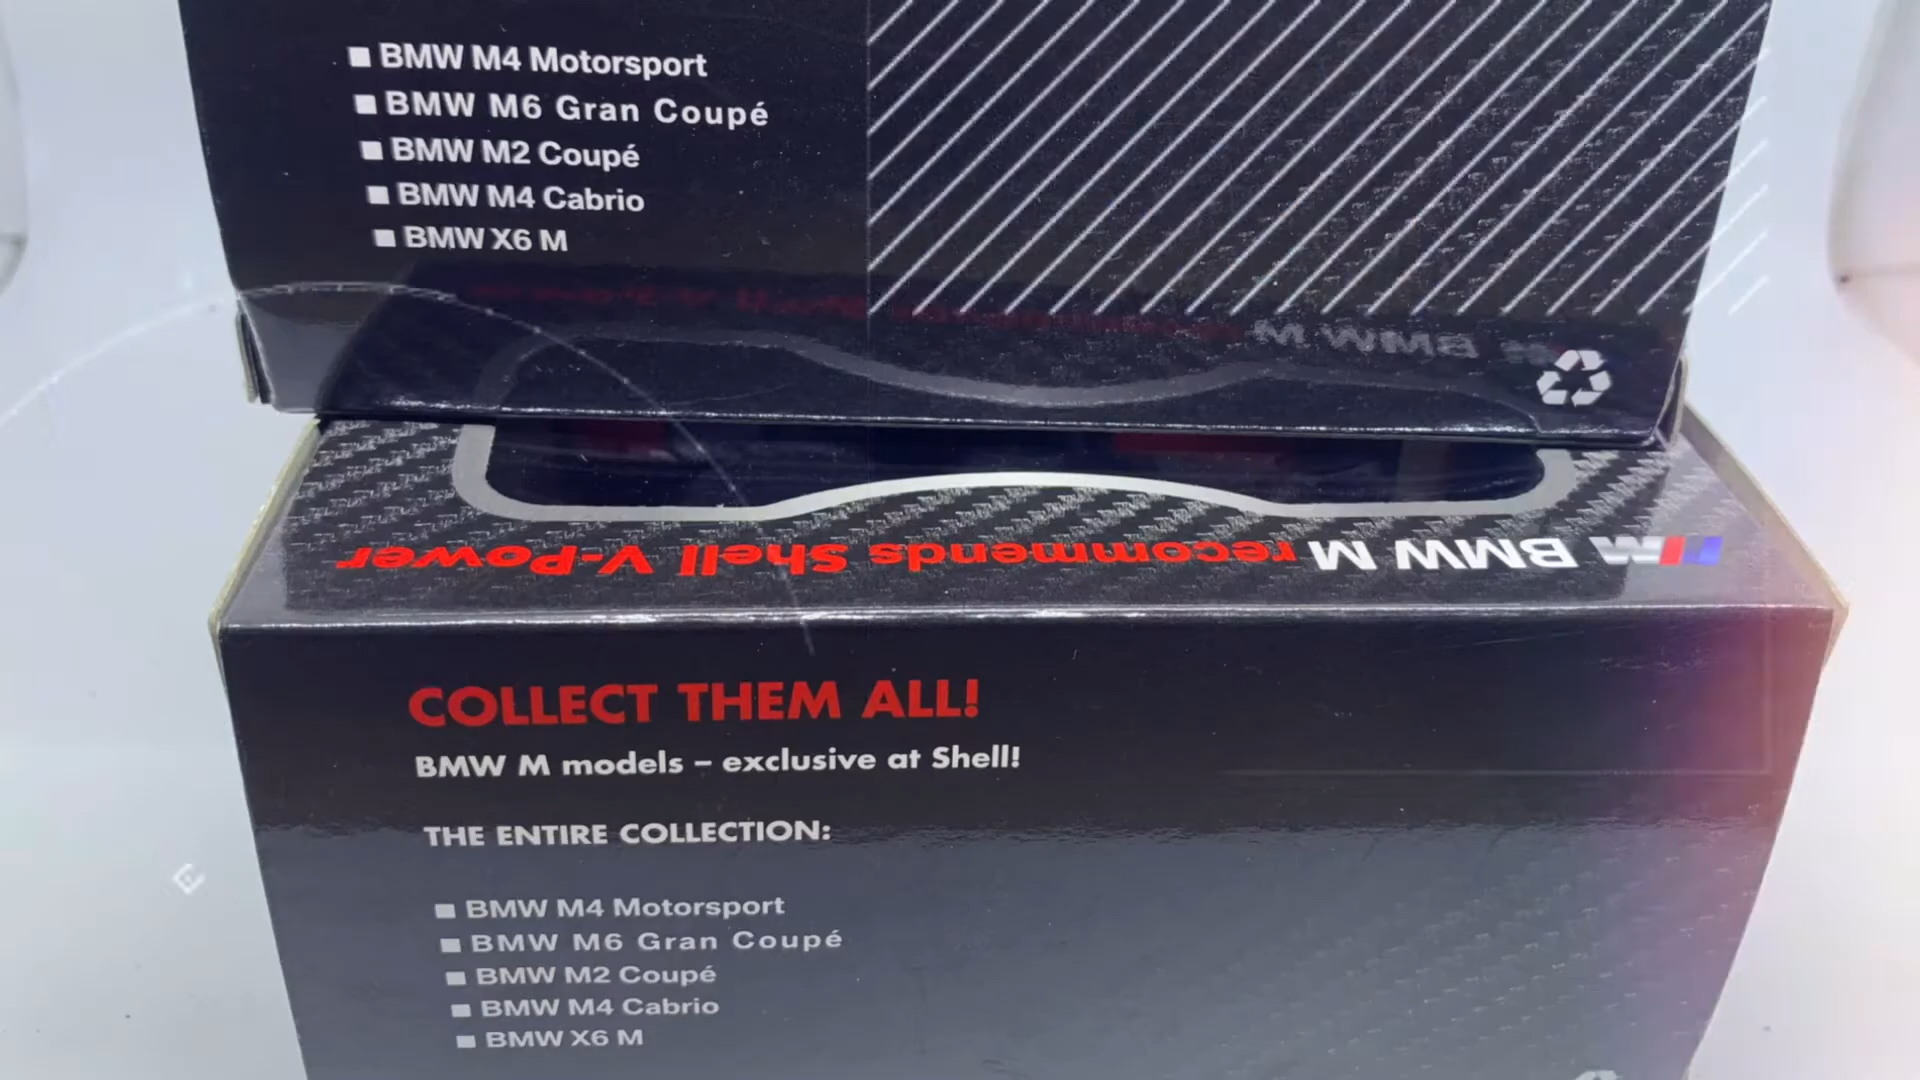 ■ BMW M4 Motorsport
■ BMW M6 Gran Coupé
■ BMW M2 Coupé
■ BMW M4 Cabrio
■ BMW X6 M
M BMW M recommends Shell V-Power
COLLECT THEM ALL!
BMW M models – exclusive at Shell!
THE ENTIRE COLLECTION:
■ BMW M4 Motorsport
■ BMW M6 Gran Coupé
■ BMW M2 Coupé
■ BMW M4 Cabrio
■ BMW X6 M